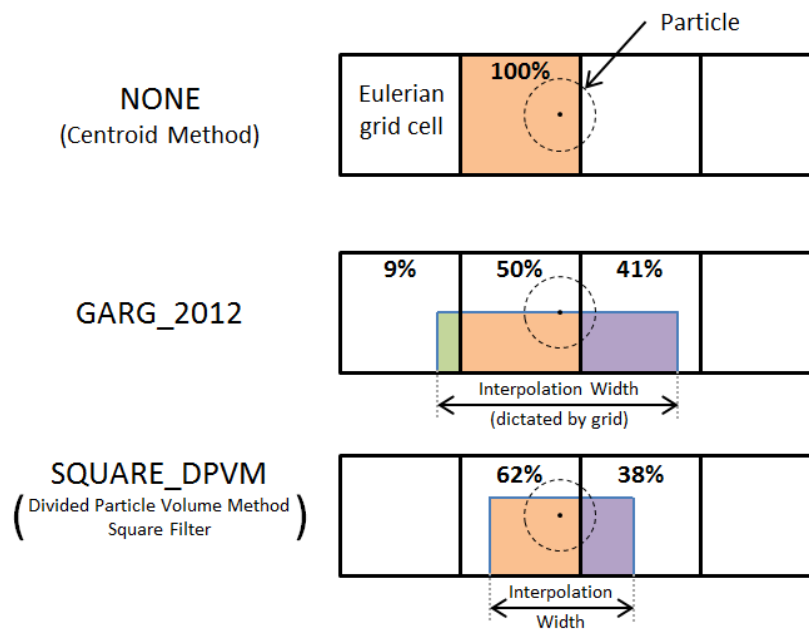 Particle
NONE
(Centroid Method)
Eulerian
grid cell
100%
GARG_2012
9%
50%
41%
Interpolation Width
(dictated by grid)
SQUARE_DPVM
(Divided Particle Volume Method
Square Filter)
62%
38%
Interpolation
Width